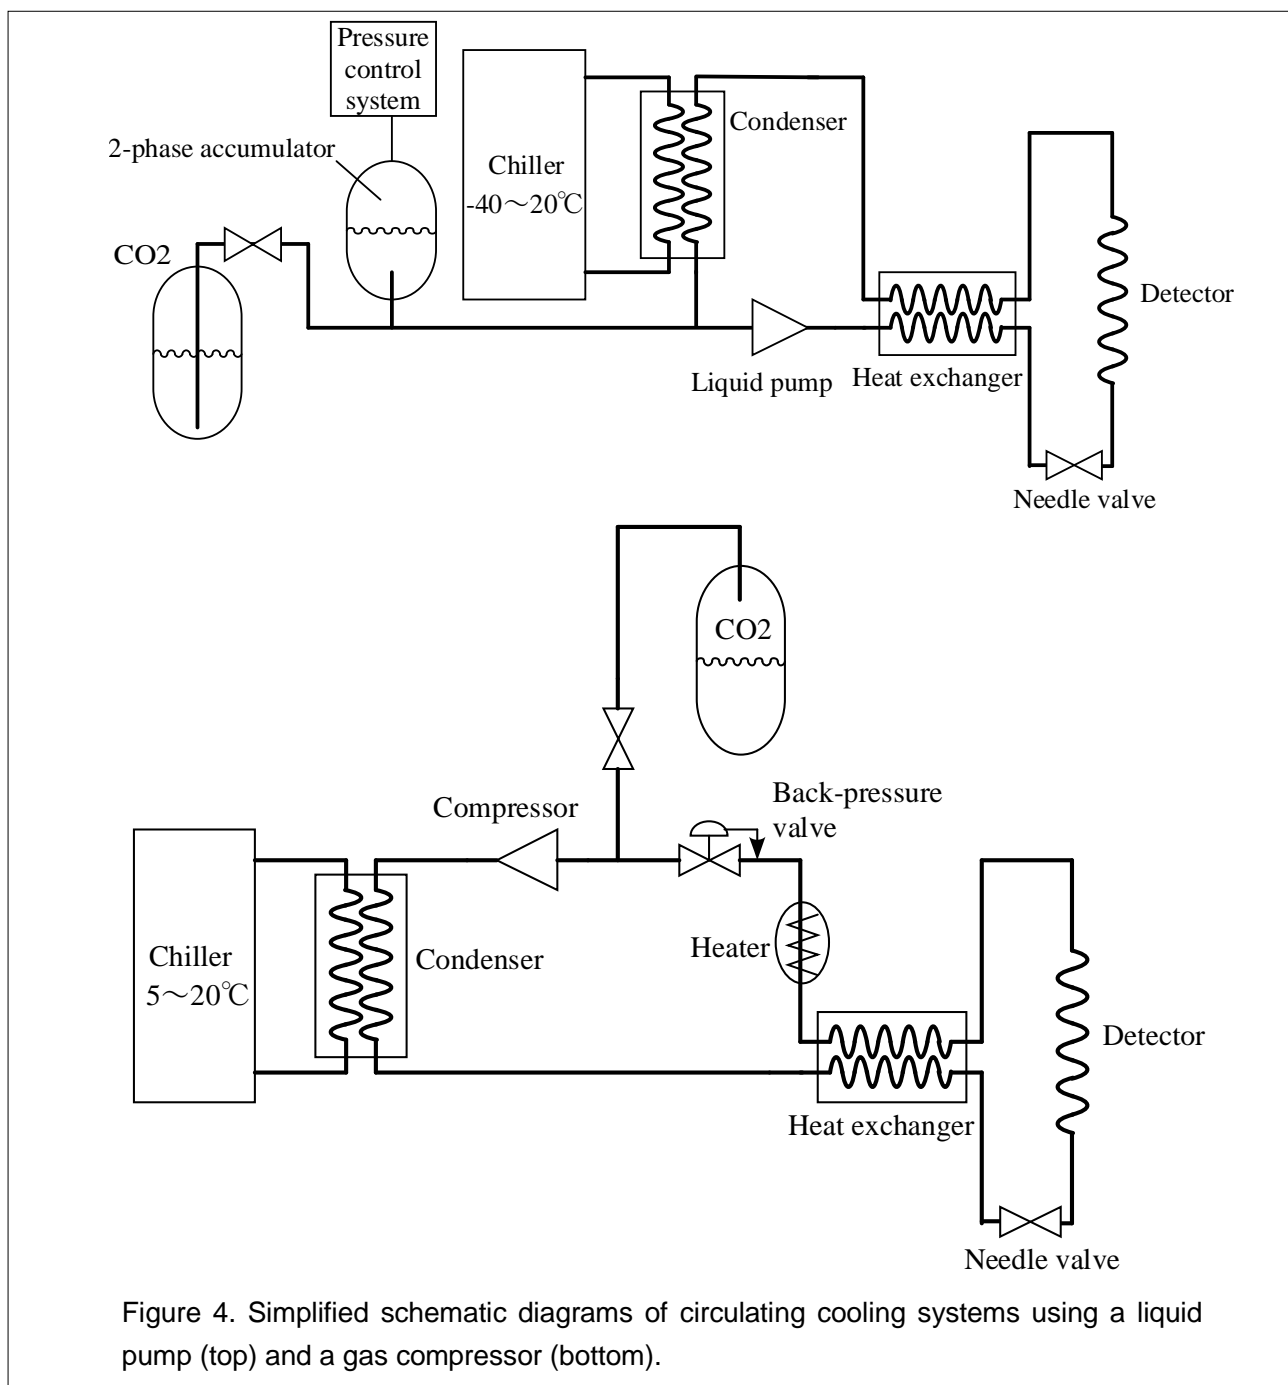 Pressure
control
system
2-phase accumulator
Condenser
Chiller
-40～20℃
CO2
Detector
Liquid pump
Heat exchanger
Needle valve
CO2
Back-pressure
valve
Compressor
Heater
Condenser
Chiller
5～20℃
Detector
Heat exchanger
Needle valve
Figure 4. Simplified schematic diagrams of circulating cooling systems using a liquid
pump (top) and a gas compressor (bottom).